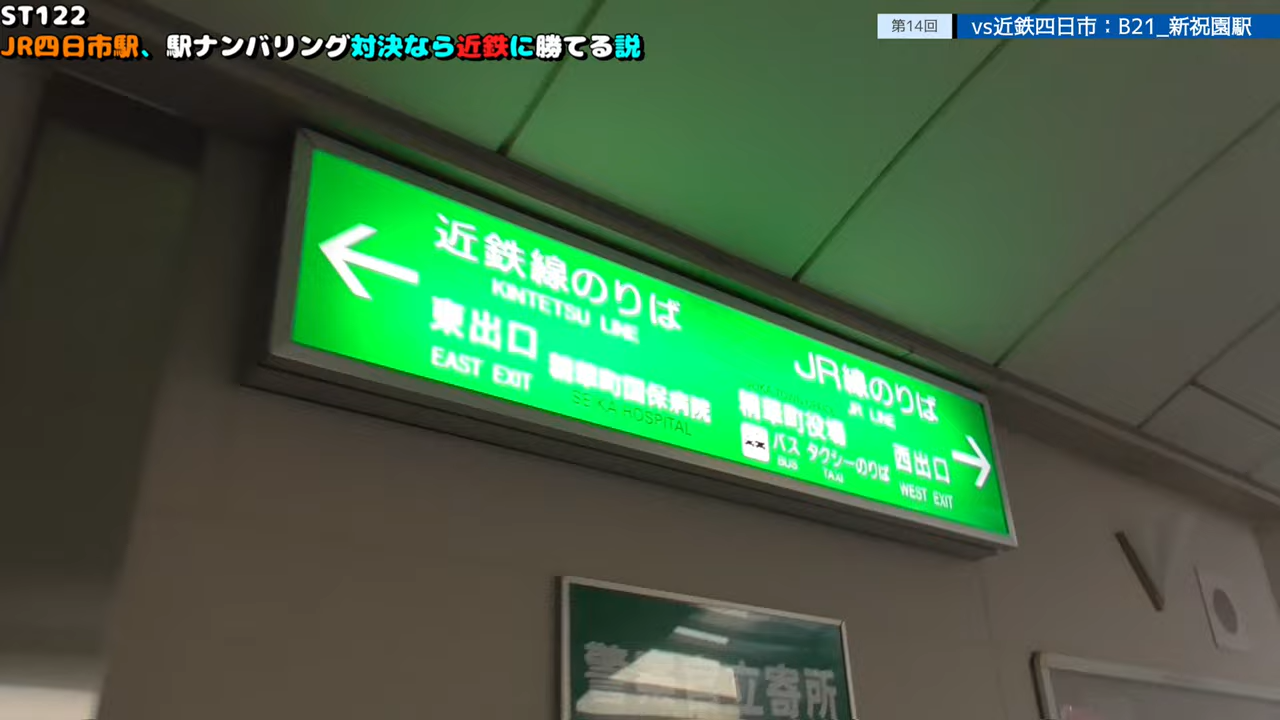 ST122
JR四日市駅、駅ナンバリング対決なら近鉄に勝てる説
第14回
vs近鉄四日市：B21_新祝園駅
近鉄線のりば
KINTETSU LINE
東出口
EAST EXIT
精華町国保病院
SEIKA HOSPITAL
JR線のりば
JR LINE
精華町役場
バス タクシーのりば
BUS TAXI
西出口
WEST EXIT
立寄所